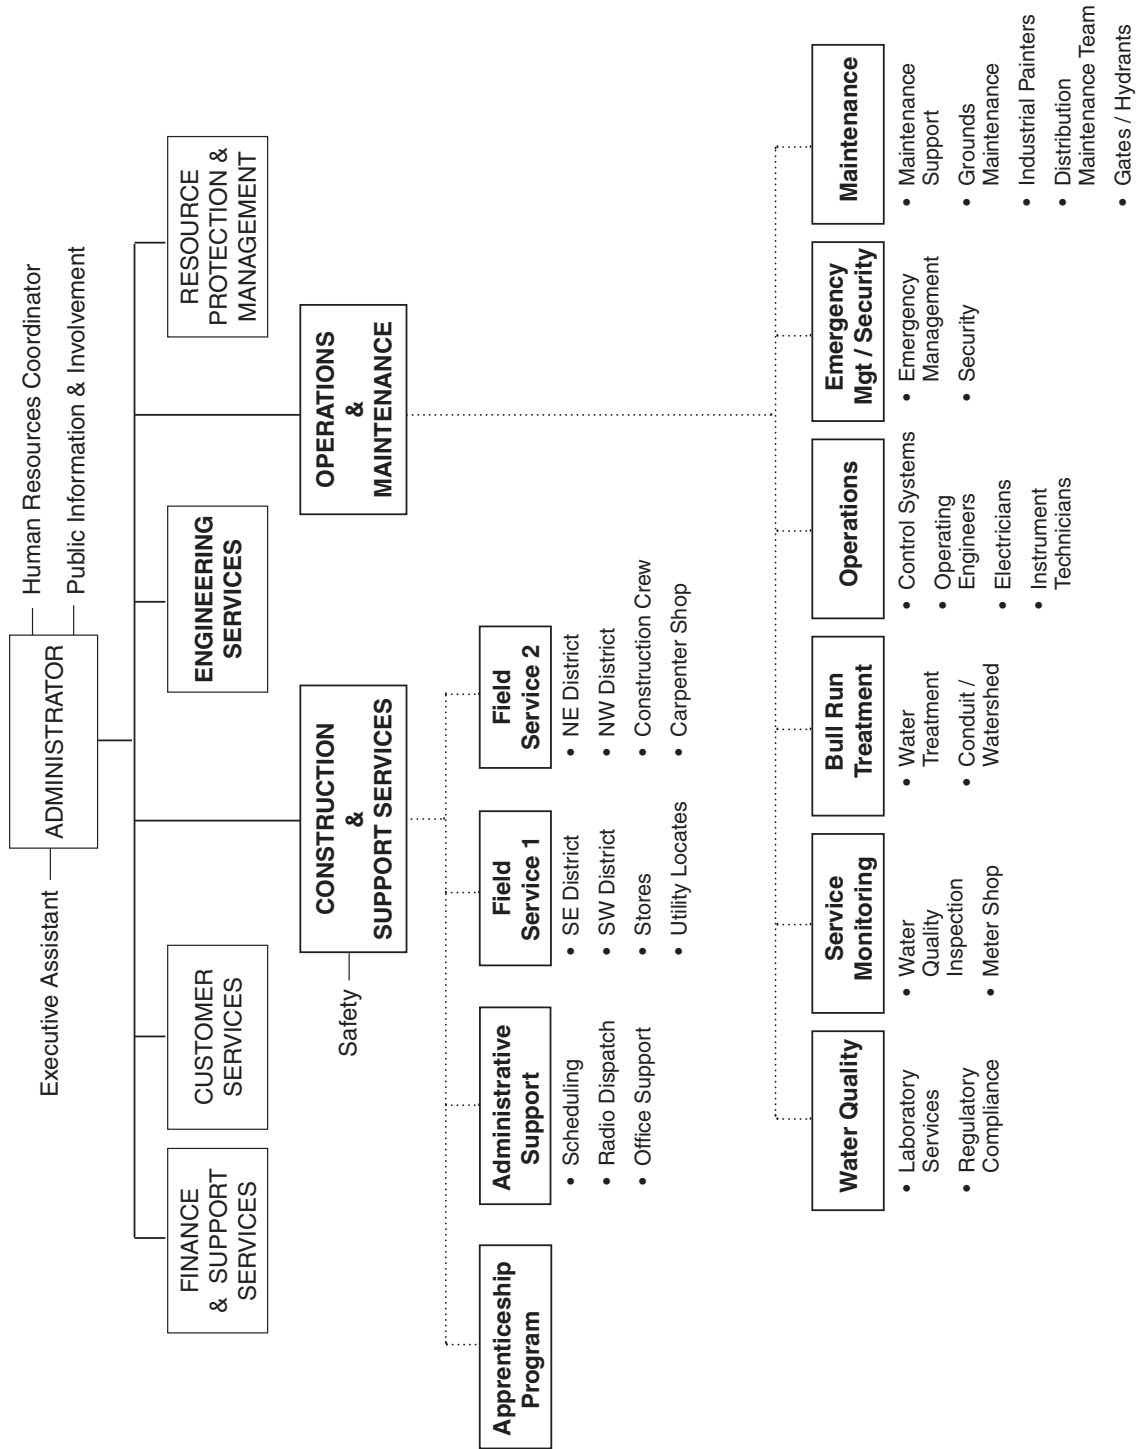 Executive Assistant
ADMINISTRATOR
Human Resources Coordinator
Public Information & Involvement
FINANCE
& SUPPORT
SERVICES
CUSTOMER
SERVICES
ENGINEERING
SERVICES
RESOURCE
PROTECTION &
MANAGEMENT
Safety
CONSTRUCTION
&
SUPPORT SERVICES
OPERATIONS
&
MAINTENANCE
Apprenticeship
Program
Administrative
Support
• Scheduling
• Radio Dispatch
• Office Support
Field
Service 1
• SE District
• SW District
• Stores
• Utility Locates
Field
Service 2
• NE District
• NW District
• Construction Crew
• Carpenter Shop
Water Quality
• Laboratory
Services
• Regulatory
Compliance
Service
Monitoring
• Water
Quality
Inspection
• Meter Shop
Bull Run
Treatment
• Water
Treatment
• Conduit /
Watershed
Operations
• Control Systems
• Operating
Engineers
• Electricians
• Instrument
Technicians
Emergency
Mgt / Security
• Emergency
Management
• Security
Maintenance
• Maintenance
Support
• Grounds
Maintenance
• Industrial Painters
• Distribution
Maintenance Team
• Gates / Hydrants